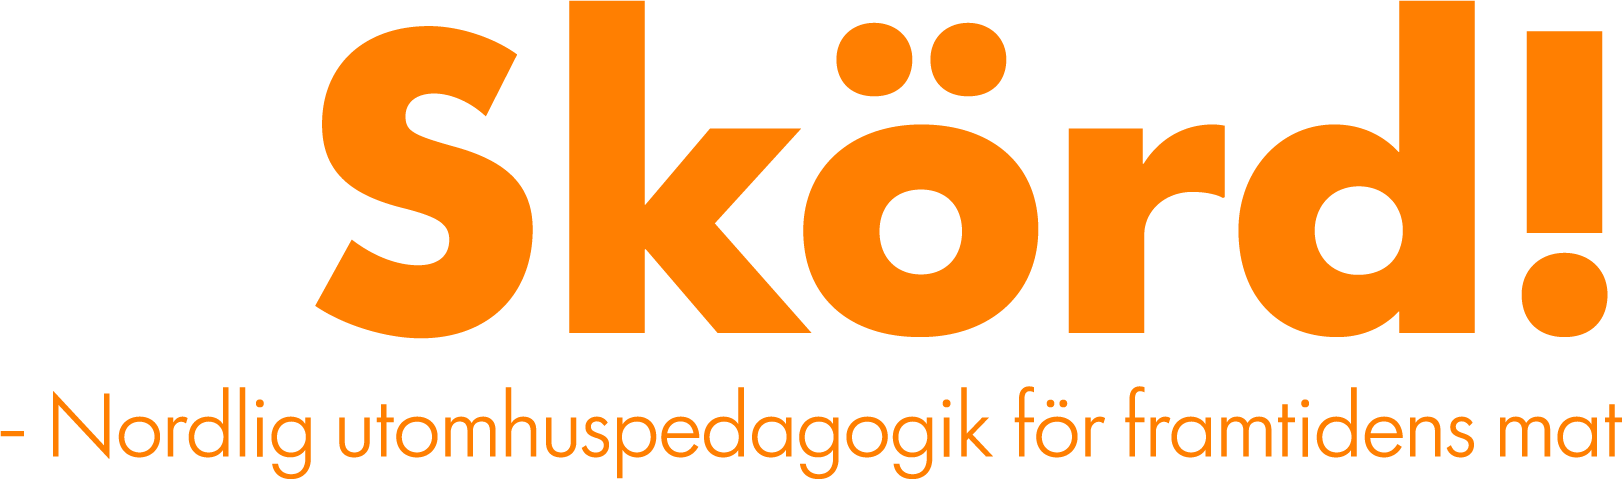 Skörd!
- Nordlig utomhuspedagogik för framtidens mat